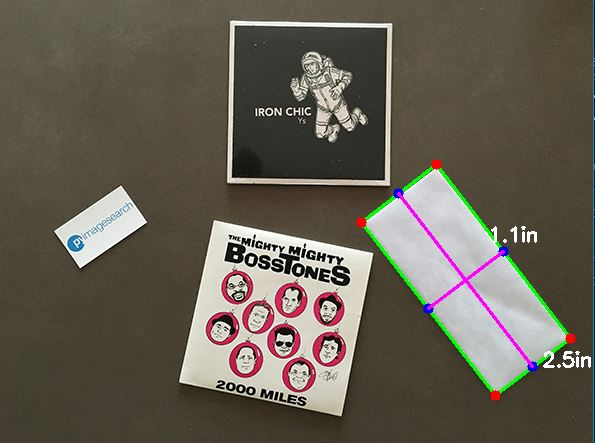 IRON CHIC
Ys
1.1in
pyimagesearch
THE MIGHTY MIGHTY
BOSSTONES
2.5in
2000 MILES